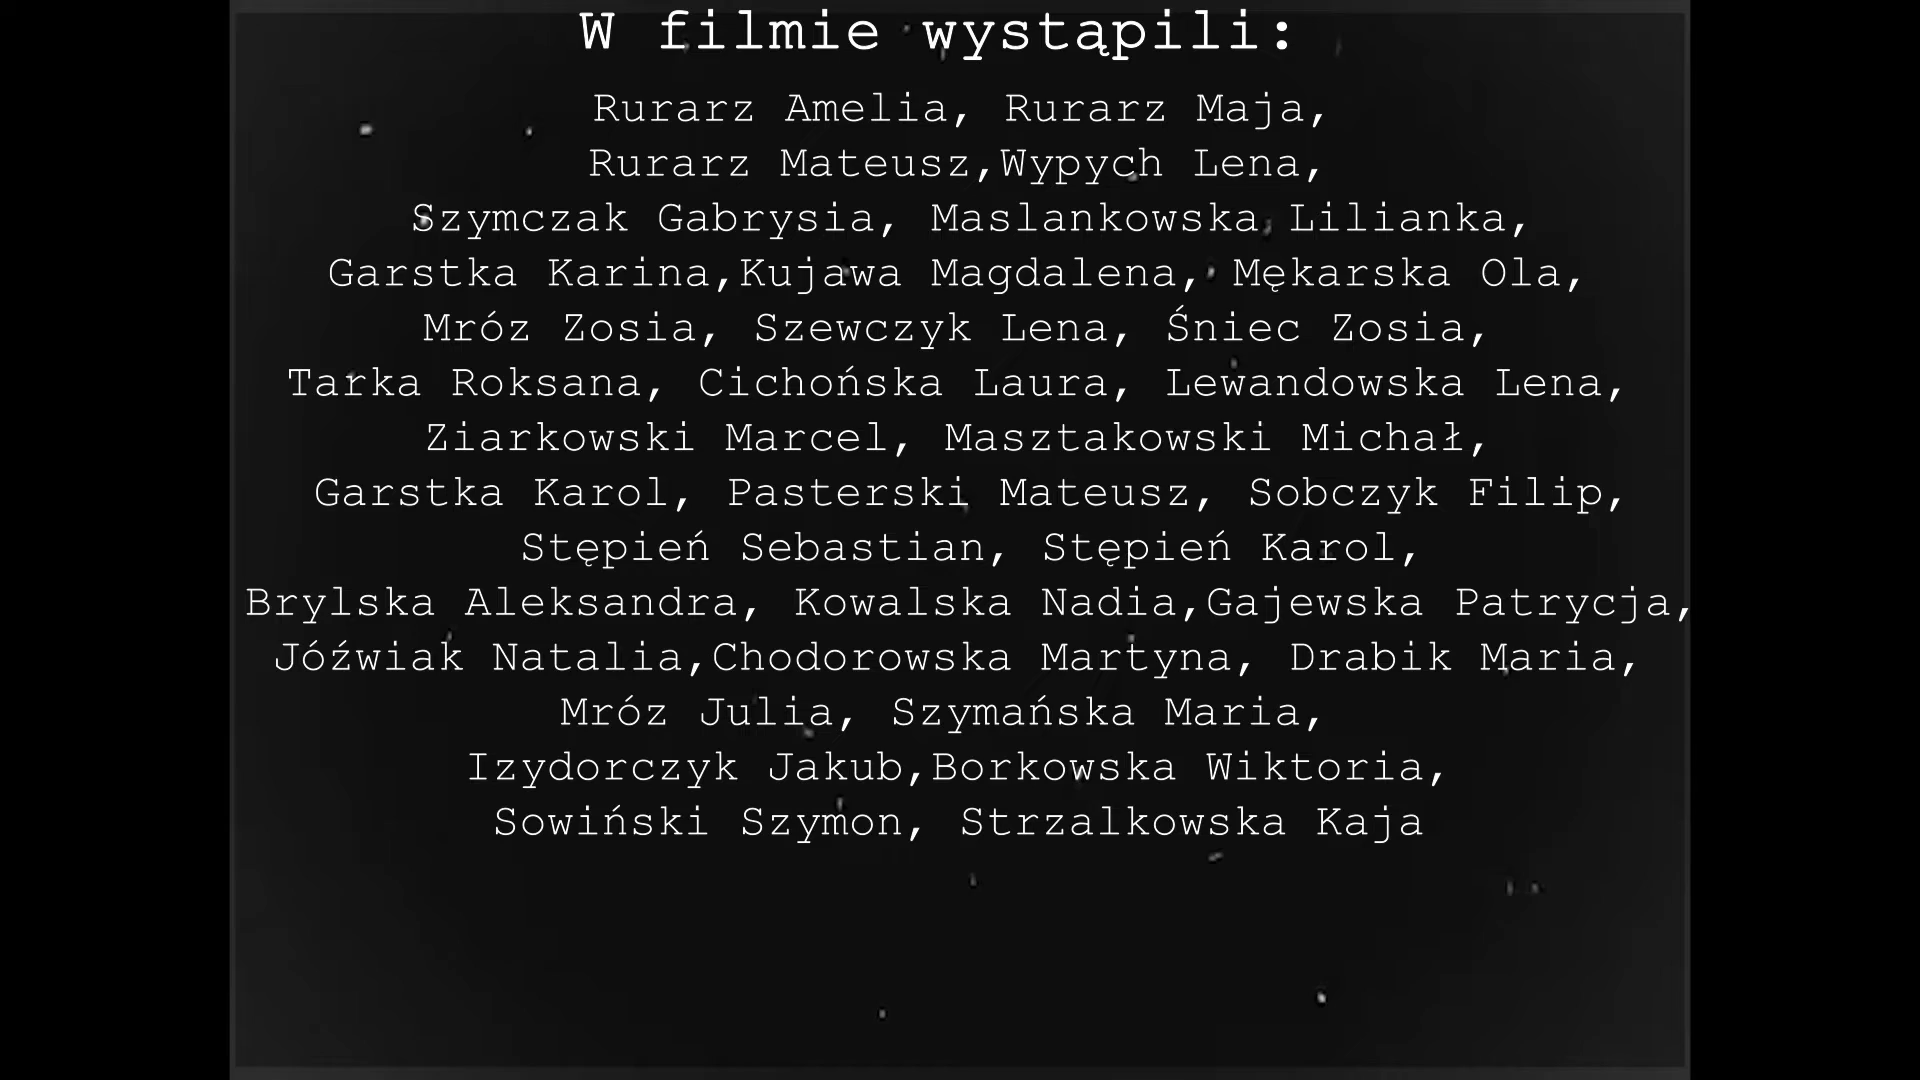 W filmie wystąpili:
Rurarz Amelia, Rurarz Maja,
Rurarz Mateusz,Wypych Lena,
Szymczak Gabrysia, Maslankowska Lilianka,
Garstka Karina,Kujawa Magdalena, Mękarska Ola,
Mróz Zosia, Szewczyk Lena, Śniec Zosia,
Tarka Roksana, Cichońska Laura, Lewandowska Lena,
Ziarkowski Marcel, Masztakowski Michał,
Garstka Karol, Pasterski Mateusz, Sobczyk Filip,
Stępień Sebastian, Stępień Karol,
Brylska Aleksandra, Kowalska Nadia,Gajewska Patrycja,
Jóźwiak Natalia,Chodorowska Martyna, Drabik Maria,
Mróz Julia, Szymańska Maria,
Izydorczyk Jakub,Borkowska Wiktoria,
Sowiński Szymon, Strzalkowska Kaja